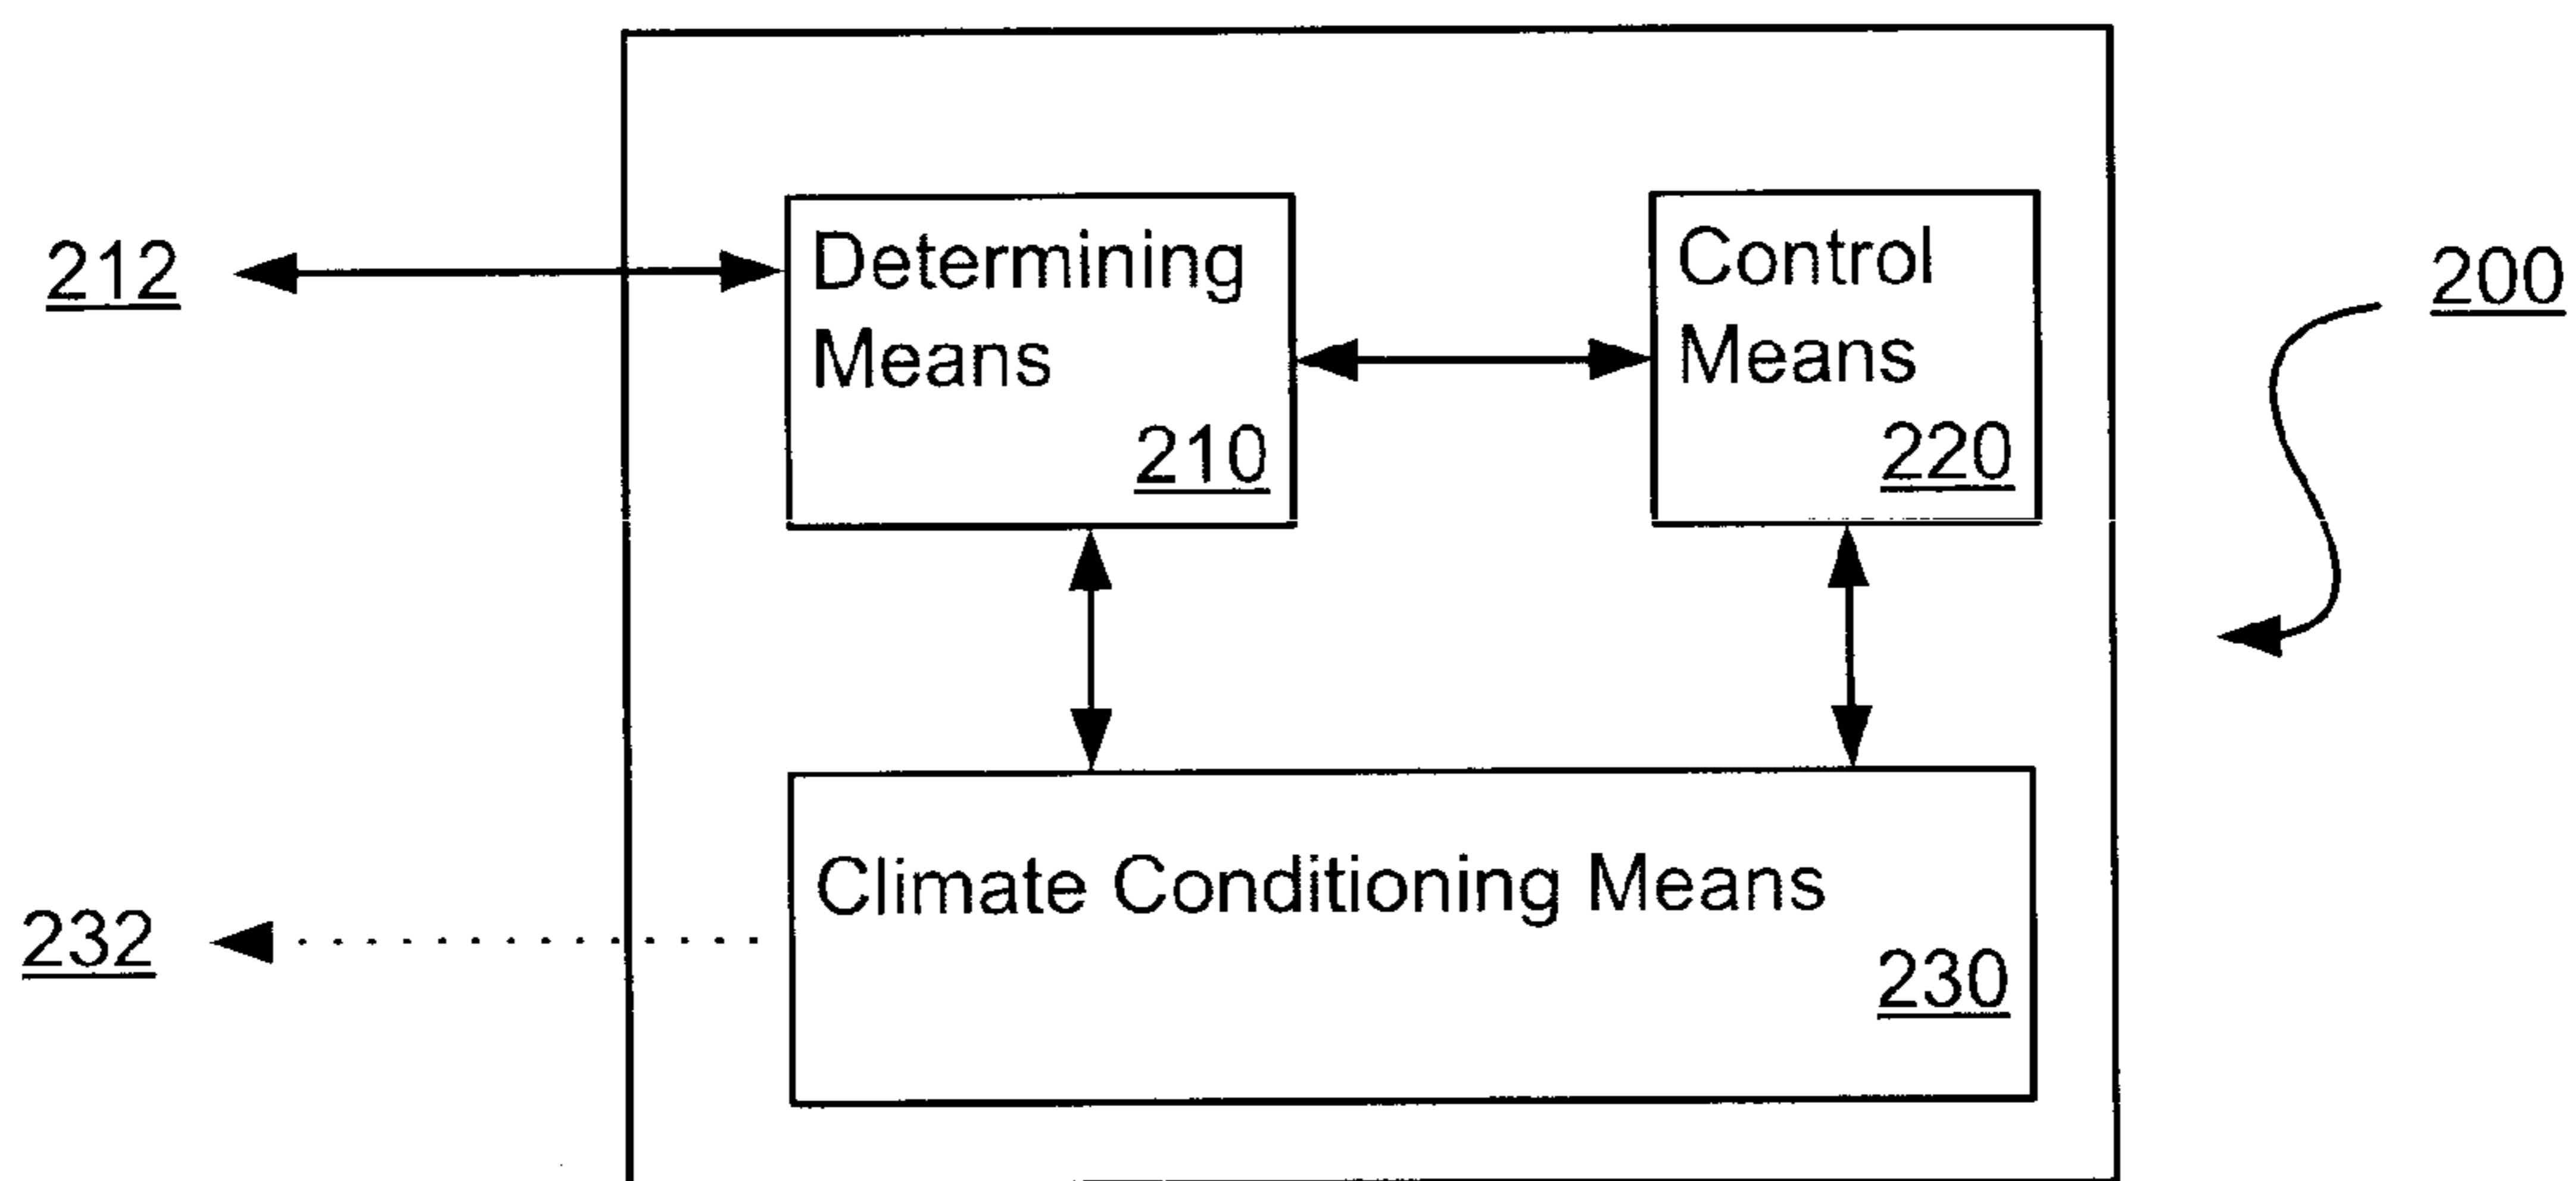 212
Determining
Means
210
Control
Means
220
200
Climate Conditioning Means
230
232